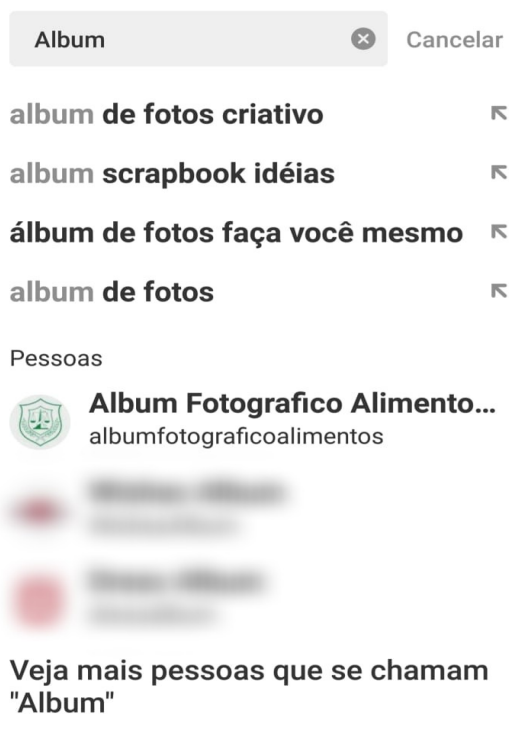 Album
Cancelar
album de fotos criativo
album scrapbook idéias
álbum de fotos faça você mesmo
album de fotos
Pessoas
Album Fotografico Alimento...
albumfotograficoalimentos
Veja mais pessoas que se chamam
"Album"